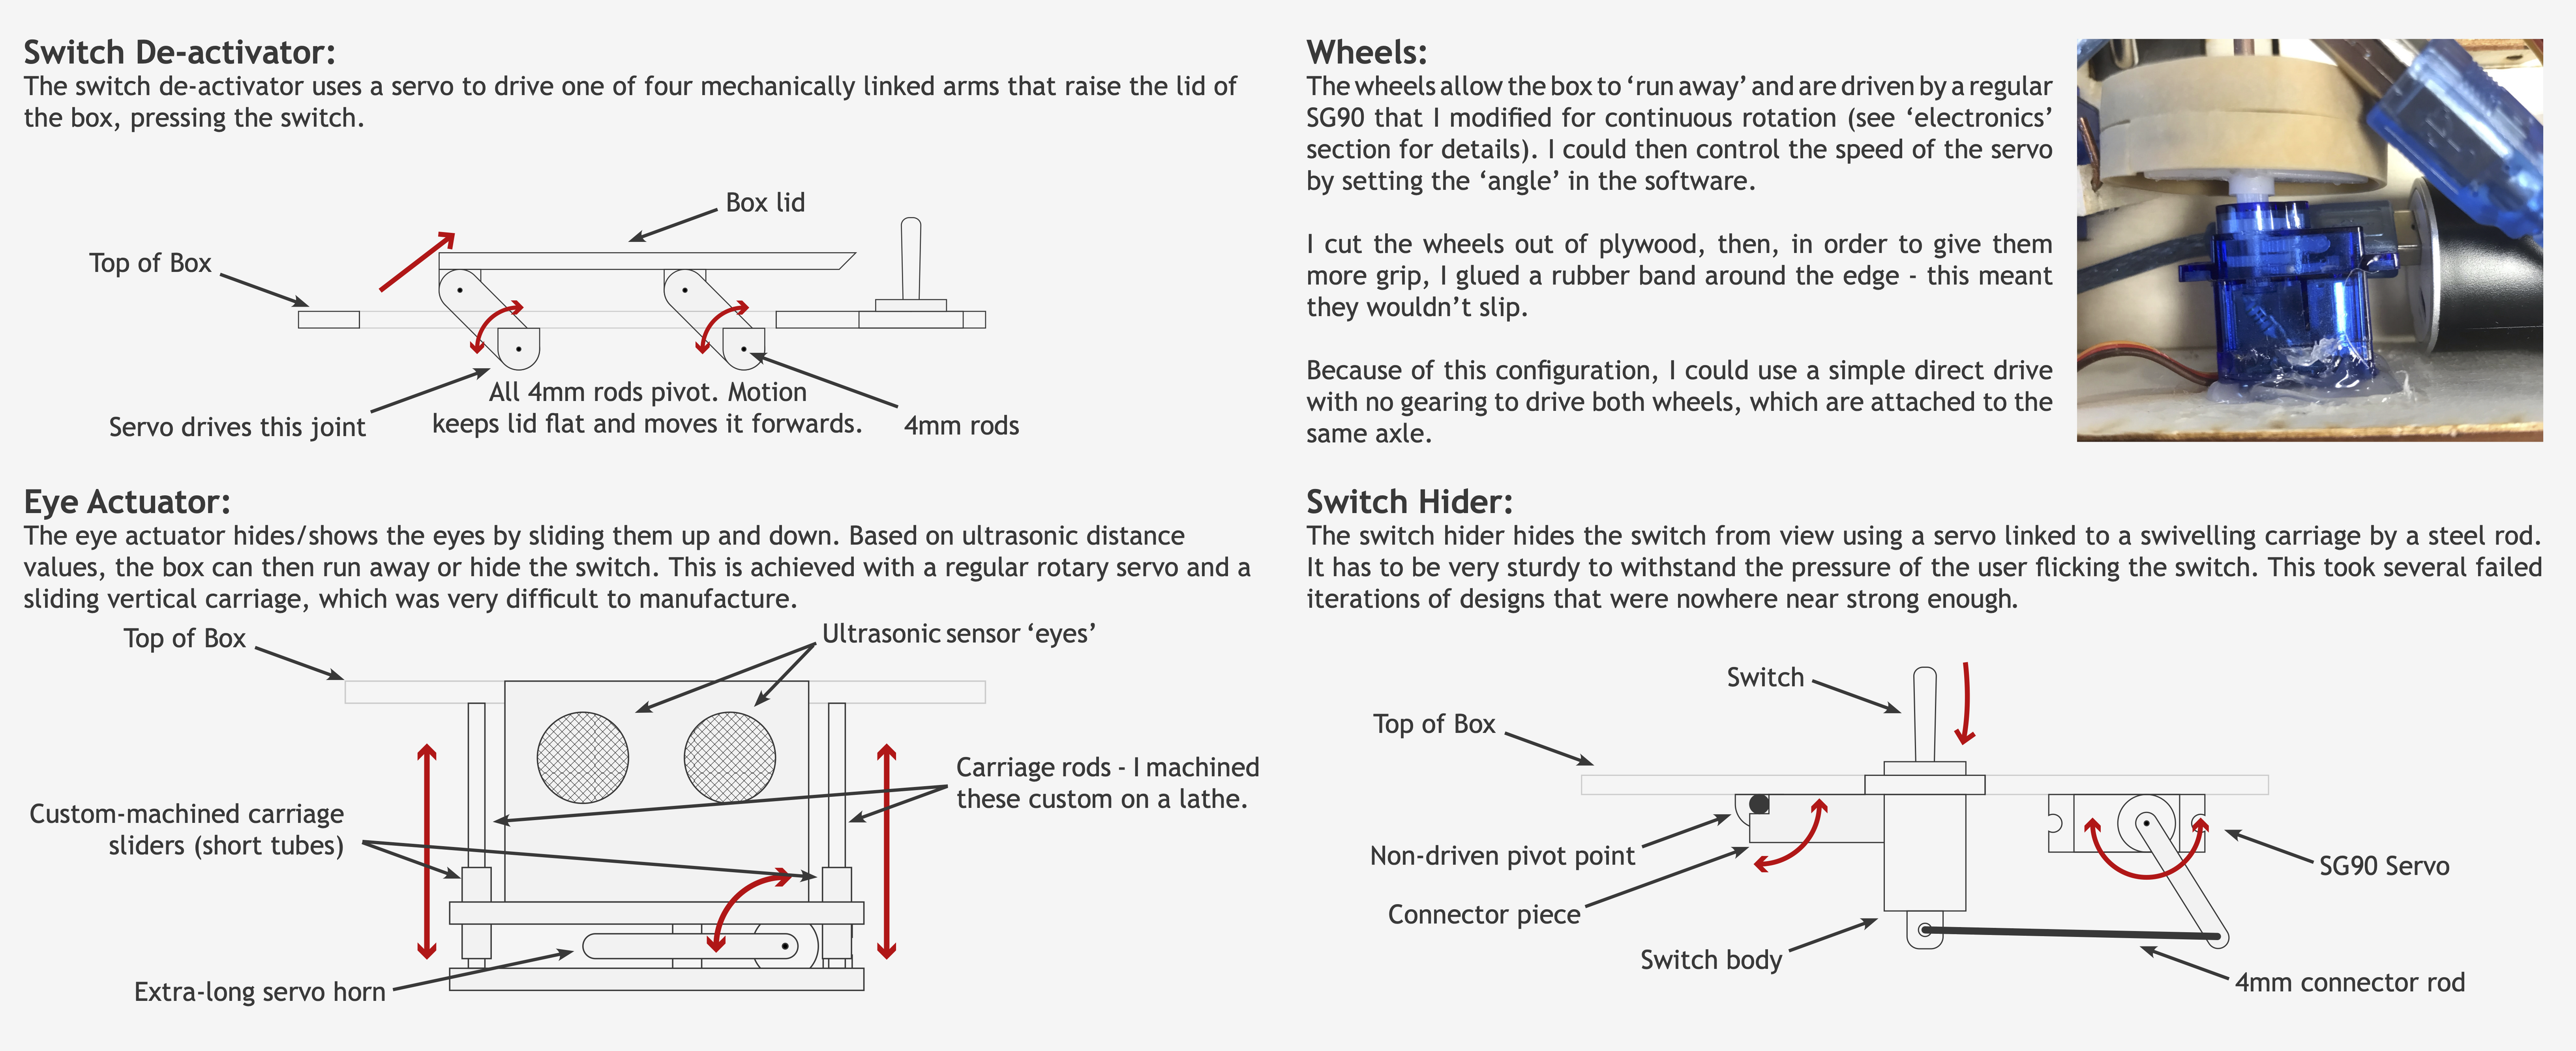 Switch De-activator:
The switch de-activator uses a servo to drive one of four mechanically linked arms that raise the lid of
the box, pressing the switch.
Box lid
Top of Box
Servo drives this joint
All 4mm rods pivot. Motion
keeps lid flat and moves it forwards.
4mm rods
Eye Actuator:
The eye actuator hides/shows the eyes by sliding them up and down. Based on ultrasonic distance
values, the box can then run away or hide the switch. This is achieved with a regular rotary servo and a
sliding vertical carriage, which was very difficult to manufacture.
Top of Box
Ultrasonic sensor ‘eyes’
Carriage rods - I machined
these custom on a lathe.
Custom-machined carriage
sliders (short tubes)
Extra-long servo horn
Wheels:
The wheels allow the box to ‘run away’ and are driven by a regular
SG90 that I modified for continuous rotation (see ‘electronics’
section for details). I could then control the speed of the servo
by setting the ‘angle’ in the software.
I cut the wheels out of plywood, then, in order to give them
more grip, I glued a rubber band around the edge - this meant
they wouldn’t slip.
Because of this configuration, I could use a simple direct drive
with no gearing to drive both wheels, which are attached to the
same axle.
Switch Hider:
The switch hider hides the switch from view using a servo linked to a swivelling carriage by a steel rod.
It has to be very sturdy to withstand the pressure of the user flicking the switch. This took several failed
iterations of designs that were nowhere near strong enough.
Switch
Top of Box
Non-driven pivot point
Connector piece
Switch body
SG90 Servo
4mm connector rod